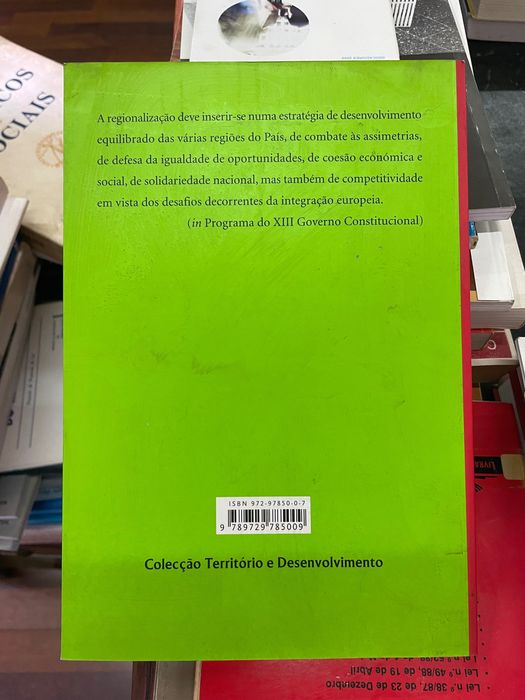 A regionalização deve inserir-se numa estratégia de desenvolvimento
equilibrado das várias regiões do País, de combate às assimetrias,
de defesa da igualdade de oportunidades, de coesão económica e
social, de solidariedade nacional, mas também de competitividade
em vista dos desafios decorrentes da integração europeia.
(in Programa do XIII Governo Constitucional)
ISBN 972-97850-0-7
9 789729 785009
Colecção Território e Desenvolvimento
COS
CIAIS
LIVRA
Lei n.º 49/88, de 19 de Abril
Lei n.º 38/87, de 23 de Dezembro